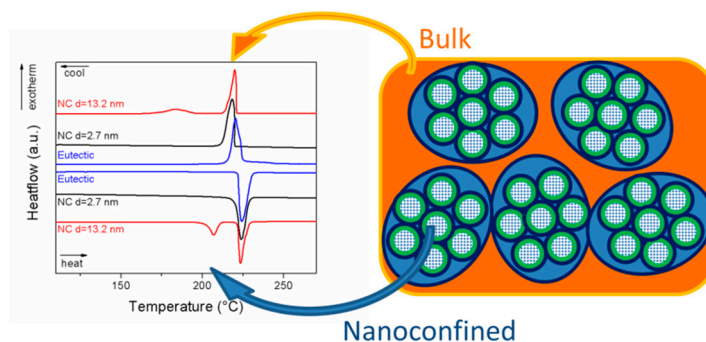 Bulk
exotherm
cool
NC d=13.2 nm
NC d=2.7 nm
Eutectic
Eutectic
NC d=2.7 nm
NC d=13.2 nm
heat
Heatflow (a.u.)
150
200
250
Temperature (°C)
Nanoconfined